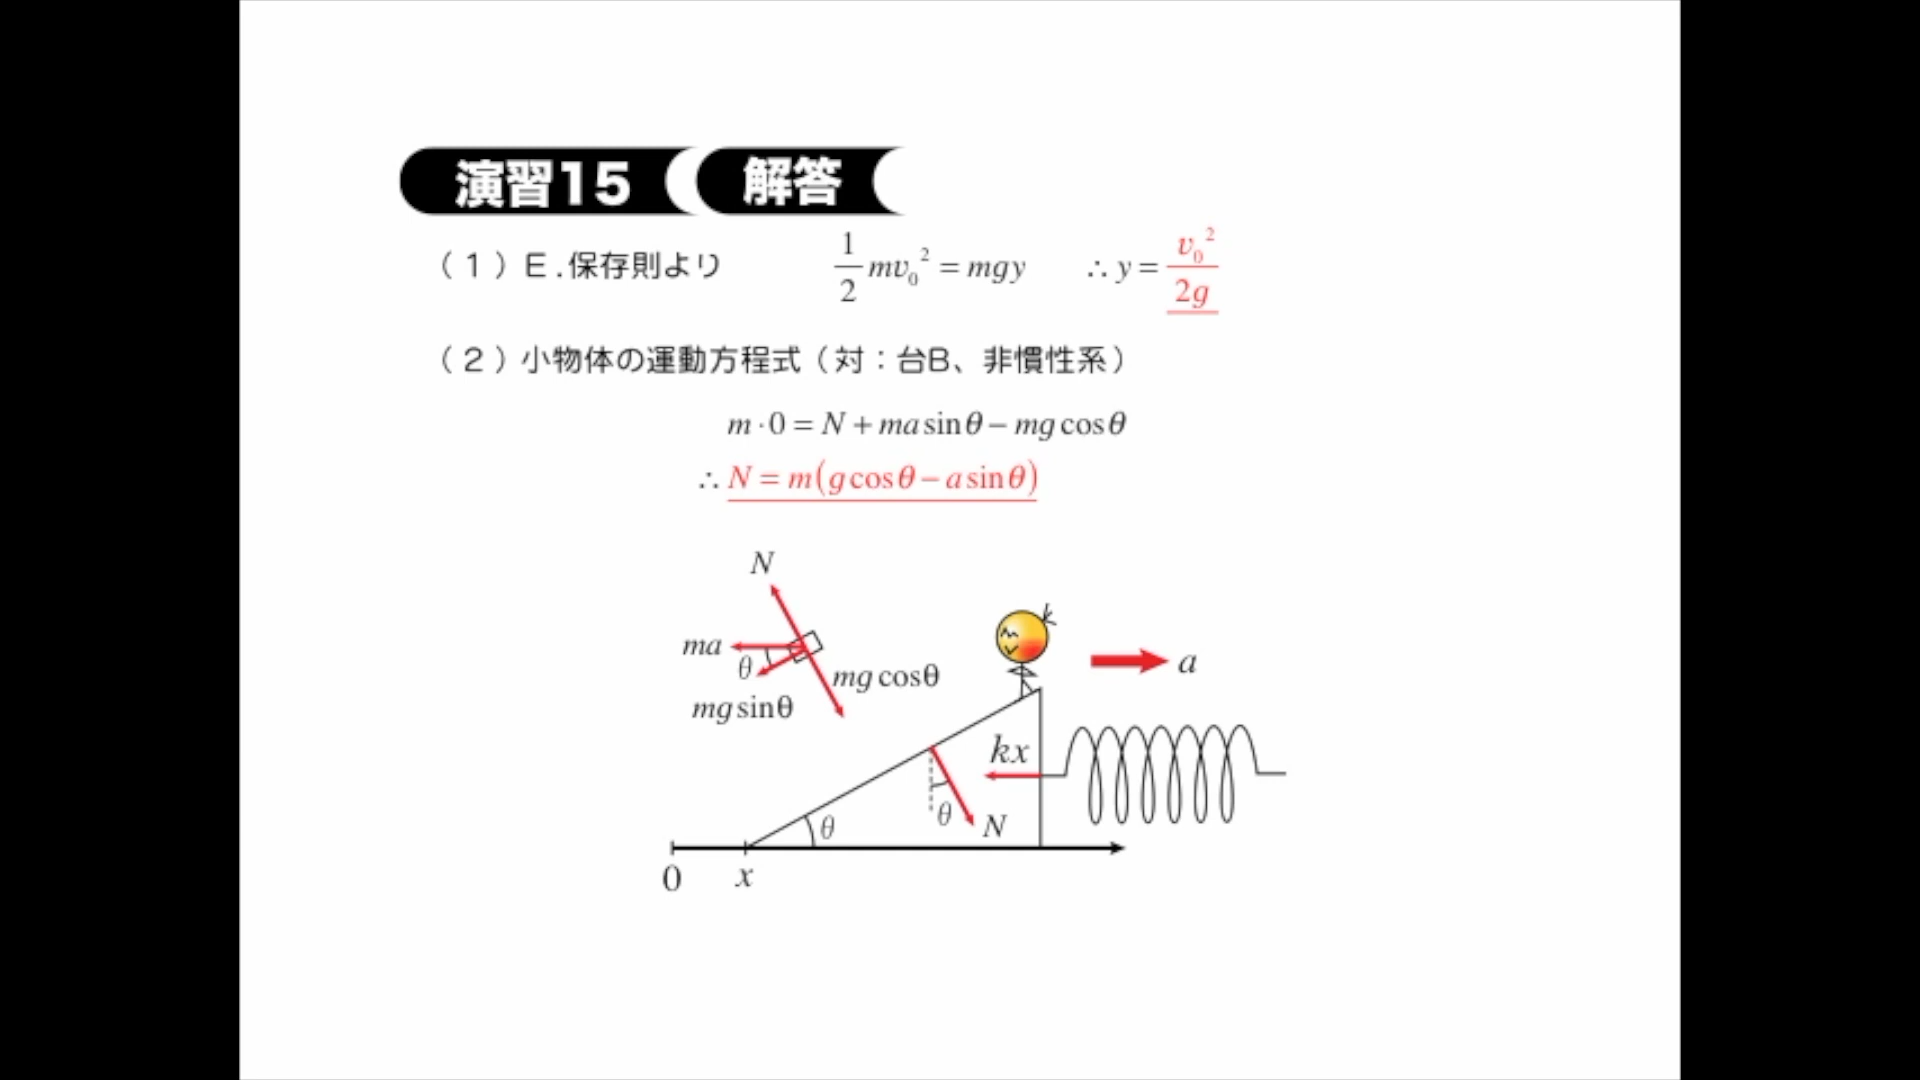 演習15 解答
(1) E.保存則より 1/2 mv₀² = mgy ∴ y = v₀²/2g
(2) 小物体の運動方程式(対:台B、非慣性系)
m・0 = N + ma sinθ − mg cosθ
∴ N = m(g cosθ − a sinθ)
N
ma
θ
mg cosθ
mg sinθ
a
kx
θ
θ
N
0
x